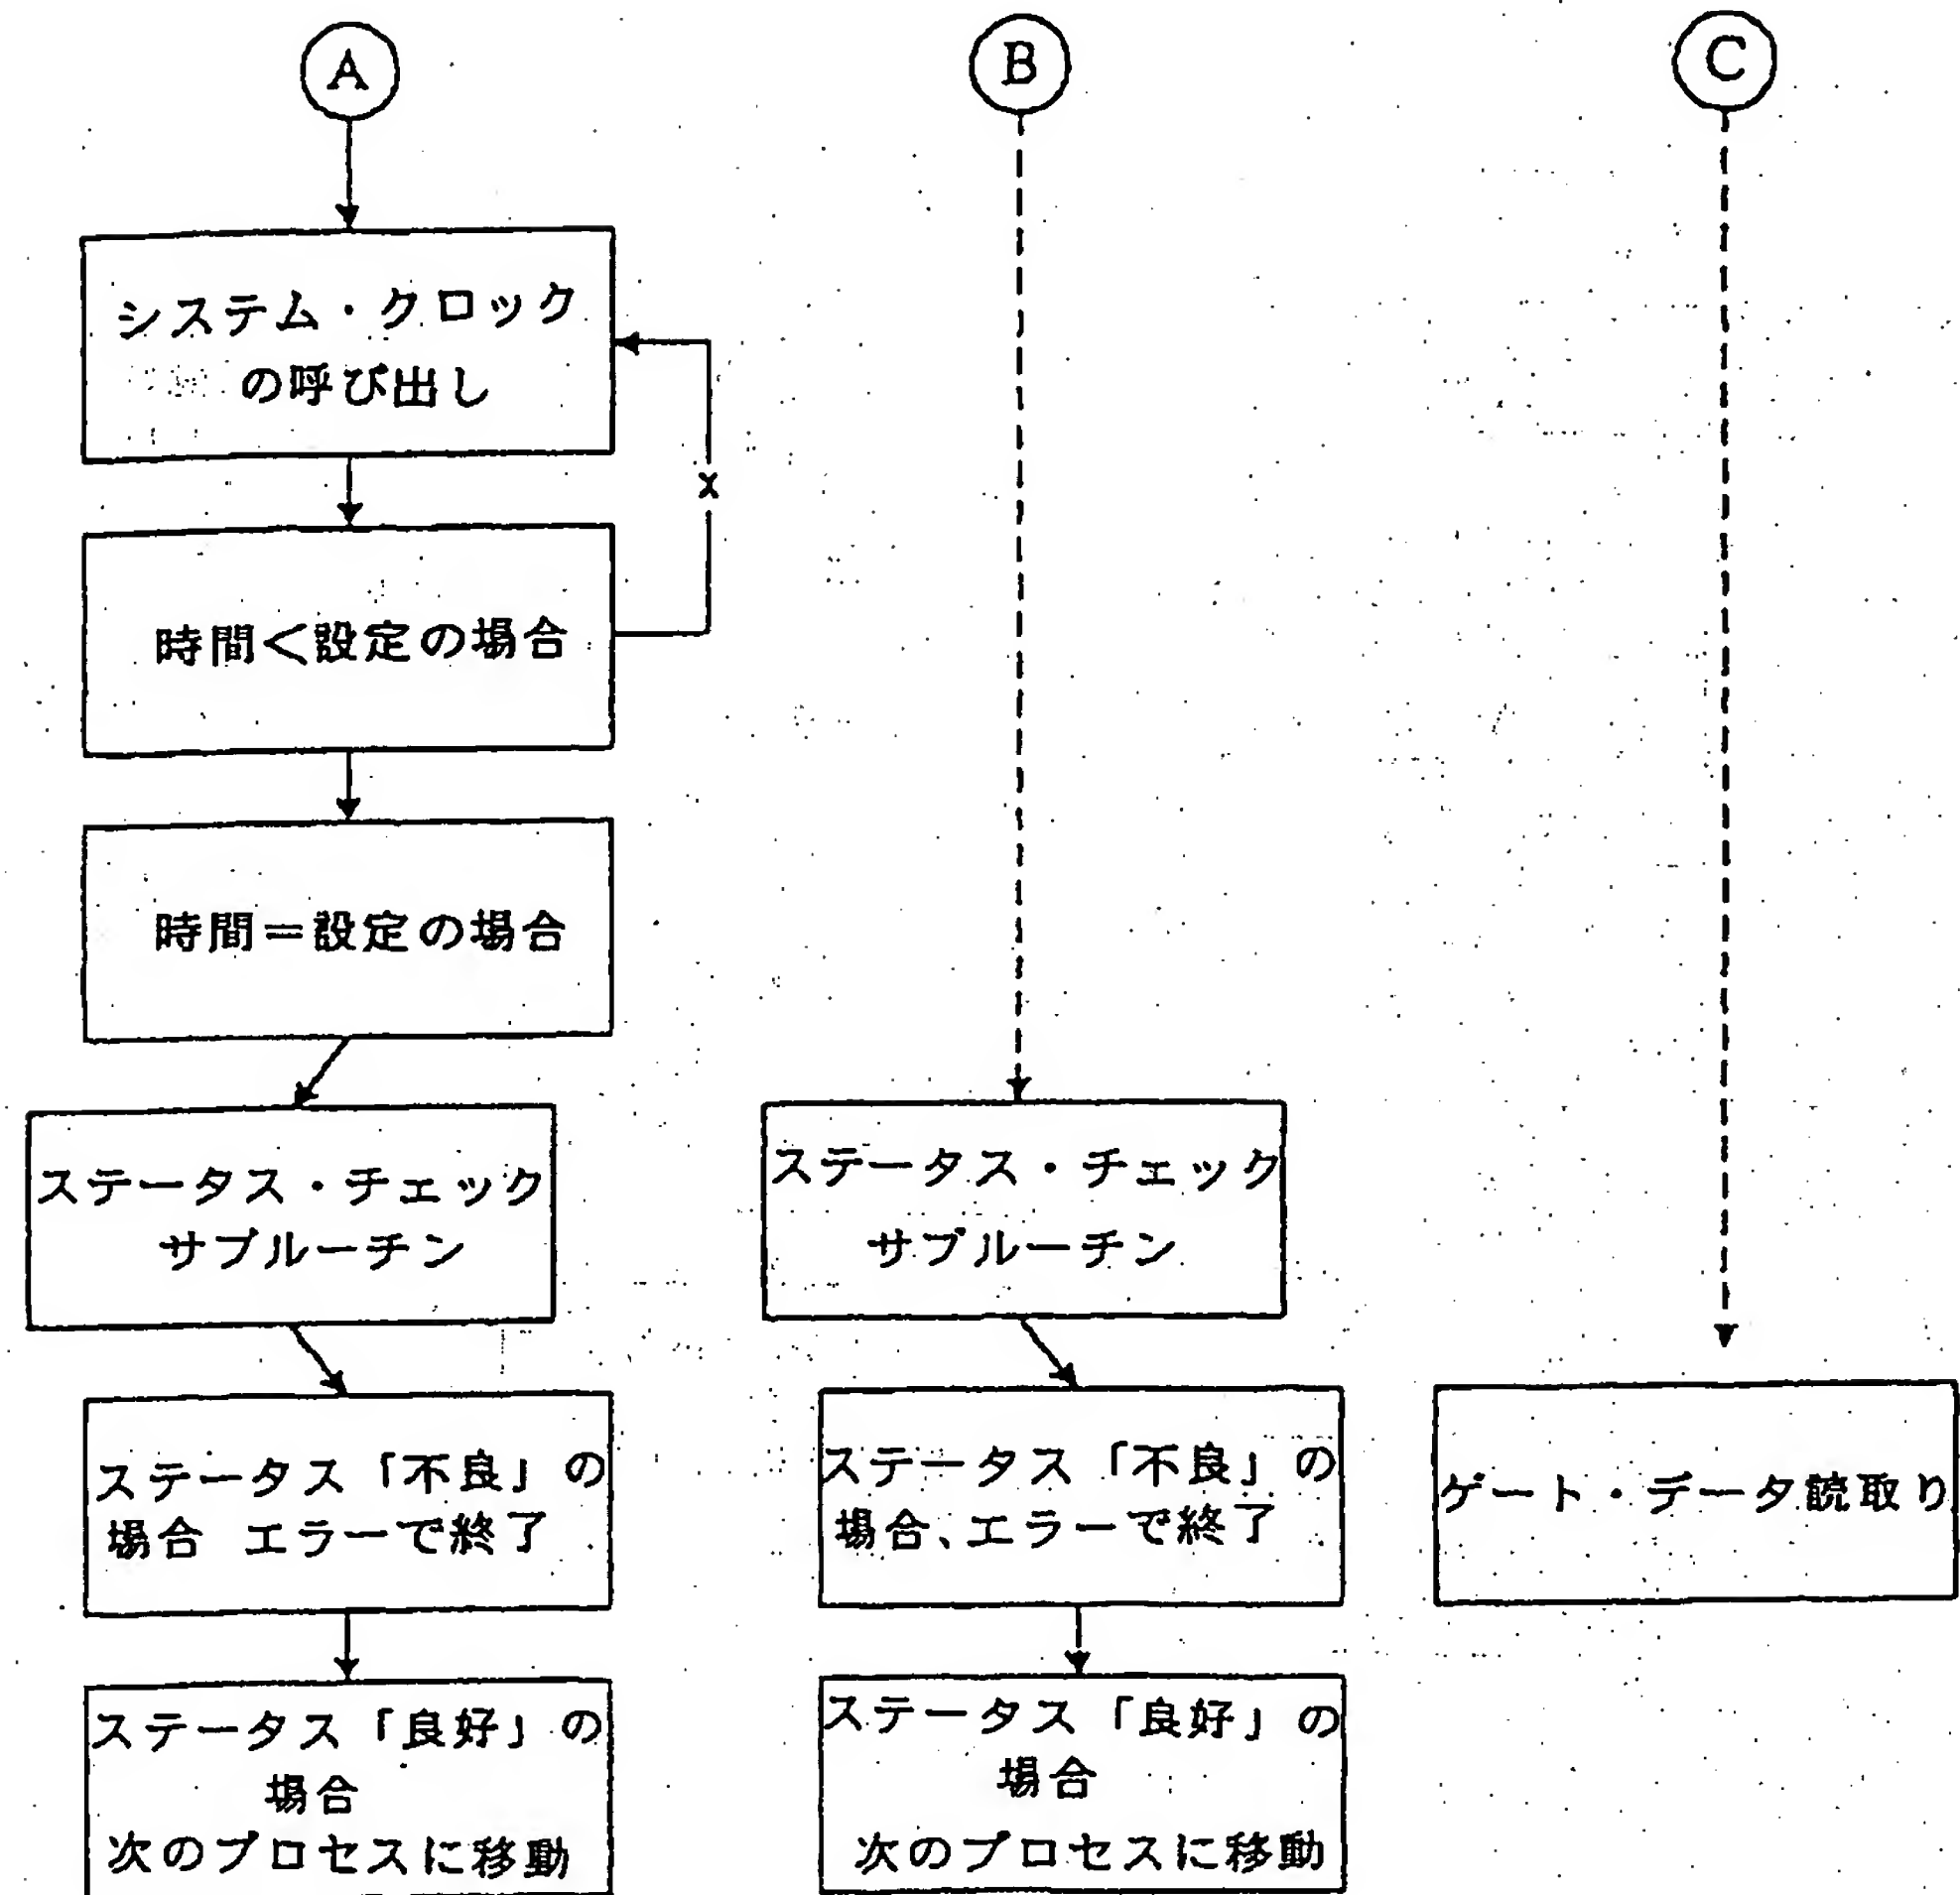 A
B
C
システム・クロック
の呼び出し
x
時間<設定の場合
時間=設定の場合
ステータス・チェック
サブルーチン
ステータス「不良」の
場合 エラーで終了
ステータス「良好」の
場合
次のプロセスに移動
ステータス・チェック
サブルーチン
ステータス「不良」の
場合、エラーで終了
ステータス「良好」の
場合
次のプロセスに移動
ゲート・データ読取り